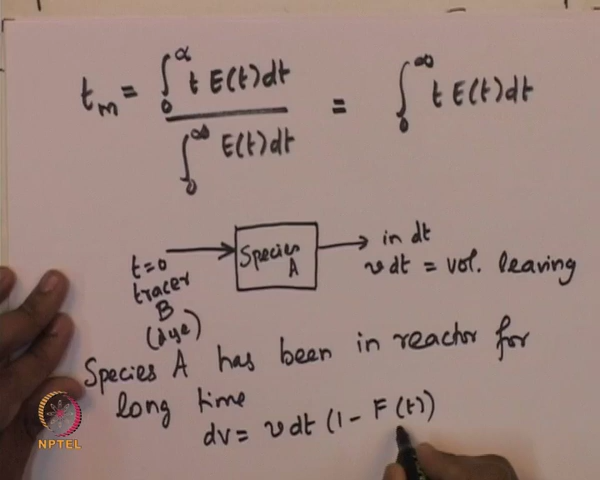 t_m = ∫_0^α t E(t) dt / ∫_0^∞ E(t) dt = ∫_0^∞ t E(t) dt
t=0
tracer
B
(dye)
Species
A
in dt
v dt = vol. leaving
Species A has been in reactor for
long time
dv = v dt (1 - F(t))
NPTEL